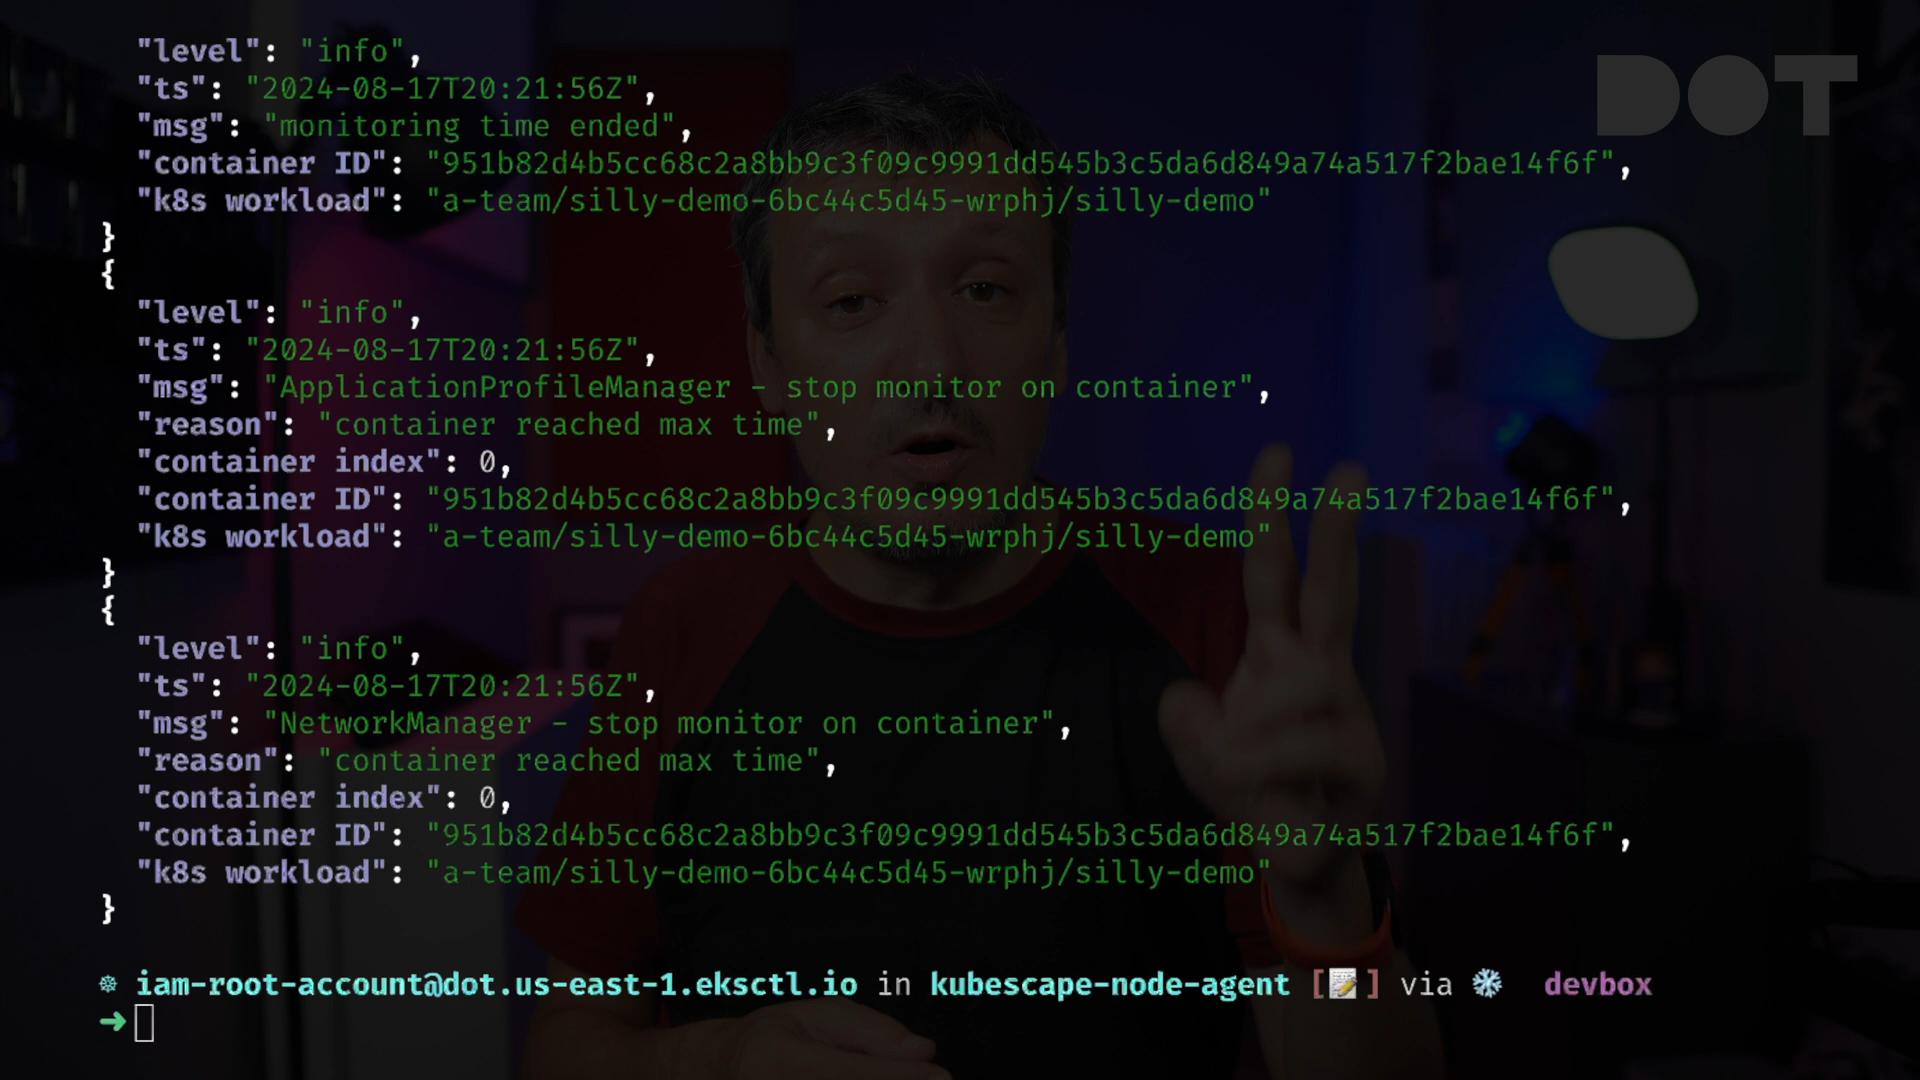 DOT
"level": "info",
"ts": "2024-08-17T20:21:56Z",
"msg": "monitoring time ended",
"container ID": "951b82d4b5cc68c2a8bb9c3f09c9991dd545b3c5da6d849a74a517f2bae14f6f",
"k8s workload": "a-team/silly-demo-6bc44c5d45-wrphj/silly-demo"
}
{
"level": "info",
"ts": "2024-08-17T20:21:56Z",
"msg": "ApplicationProfileManager - stop monitor on container",
"reason": "container reached max time",
"container index": 0,
"container ID": "951b82d4b5cc68c2a8bb9c3f09c9991dd545b3c5da6d849a74a517f2bae14f6f",
"k8s workload": "a-team/silly-demo-6bc44c5d45-wrphj/silly-demo"
}
{
"level": "info",
"ts": "2024-08-17T20:21:56Z",
"msg": "NetworkManager - stop monitor on container",
"reason": "container reached max time",
"container index": 0,
"container ID": "951b82d4b5cc68c2a8bb9c3f09c9991dd545b3c5da6d849a74a517f2bae14f6f",
"k8s workload": "a-team/silly-demo-6bc44c5d45-wrphj/silly-demo"
}
☸ iam-root-account@dot.us-east-1.eksctl.io in kubescape-node-agent [📝] via ❄️ devbox
➜